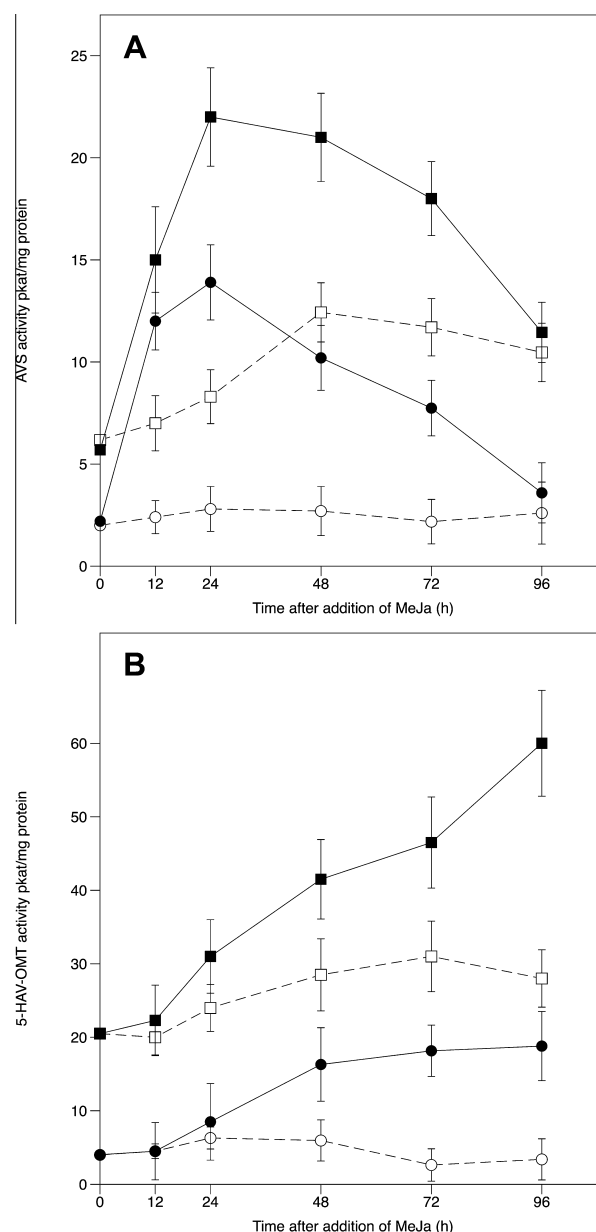 A
25
20
15
10
5
0
AVS activity pkat/mg protein
0 12 24 48 72 96
Time after addition of MeJa (h)
B
60
50
40
30
20
10
0
5-HAV-OMT activity pkat/mg protein
0 12 24 48 72 96
Time after addition of MeJa (h)